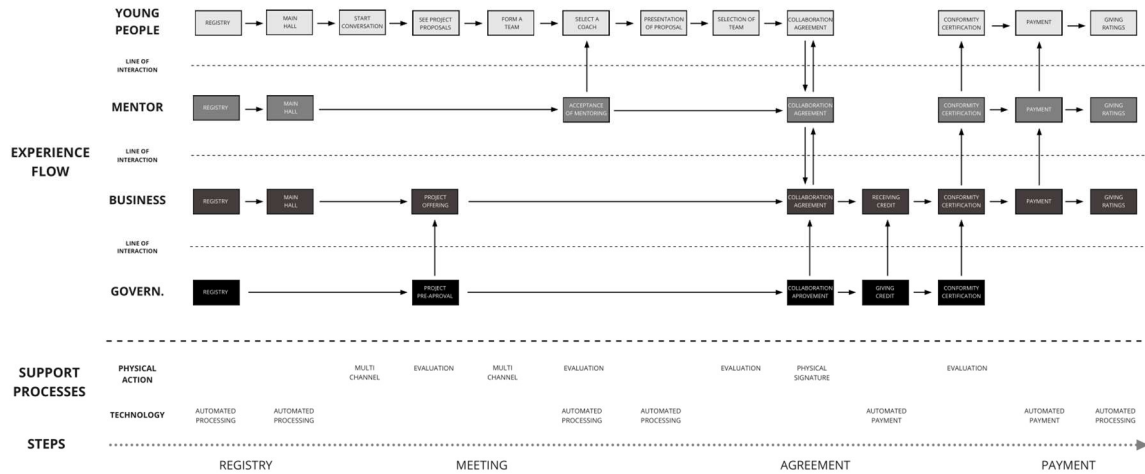 YOUNG
PEOPLE
REGISTRY
MAIN
HALL
START
CONVERSATION
SEE PROJECT
PROPOSALS
FORM A
TEAM
SELECT A
COACH
PRESENTATION
OF PROPOSAL
SELECTION OF
TEAM
COLLABORATION
AGREEMENT
CONFORMITY
CERTIFICATION
PAYMENT
GIVING
RATINGS
LINE OF
INTERACTION
MENTOR
REGISTRY
MAIN
HALL
ACCEPTANCE
OF MENTORING
COLLABORATION
AGREEMENT
CONFORMITY
CERTIFICATION
PAYMENT
GIVING
RATINGS
EXPERIENCE
FLOW
LINE OF
INTERACTION
BUSINESS
REGISTRY
MAIN
HALL
PROJECT
OFFERING
COLLABORATION
AGREEMENT
RECEIVING
CREDIT
CONFORMITY
CERTIFICATION
PAYMENT
GIVING
RATINGS
LINE OF
INTERACTION
GOVERN.
REGISTRY
PROJECT
PRE-APROVAL
COLLABORATION
APROVEMENT
GIVING
CREDIT
CONFORMITY
CERTIFICATION
SUPPORT
PROCESSES
PHYSICAL
ACTION
MULTI
CHANNEL
EVALUATION
MULTI
CHANNEL
EVALUATION
EVALUATION
PHYSICAL
SIGNATURE
EVALUATION
TECHNOLOGY
AUTOMATED
PROCESSING
AUTOMATED
PROCESSING
AUTOMATED
PROCESSING
AUTOMATED
PROCESSING
AUTOMATED
PAYMENT
AUTOMATED
PAYMENT
AUTOMATED
PROCESSING
STEPS
REGISTRY
MEETING
AGREEMENT
PAYMENT